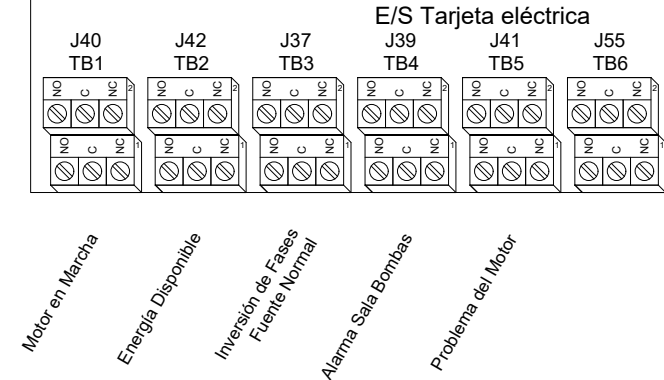 E/S Tarjeta eléctrica
J40 J42 J37 J39 J41 J55
TB1 TB2 TB3 TB4 TB5 TB6
NO C NC 2 NO C NC 2 NO C NC 2 NO C NC 2 NO C NC 2 NO C NC 2
NO C NC 1 NO C NC 1 NO C NC 1 NO C NC 1 NO C NC 1 NO C NC 1
Motor en Marcha
Energía Disponible
Inversión de Fases
Fuente Normal
Alarma Sala Bombas
Problema del Motor